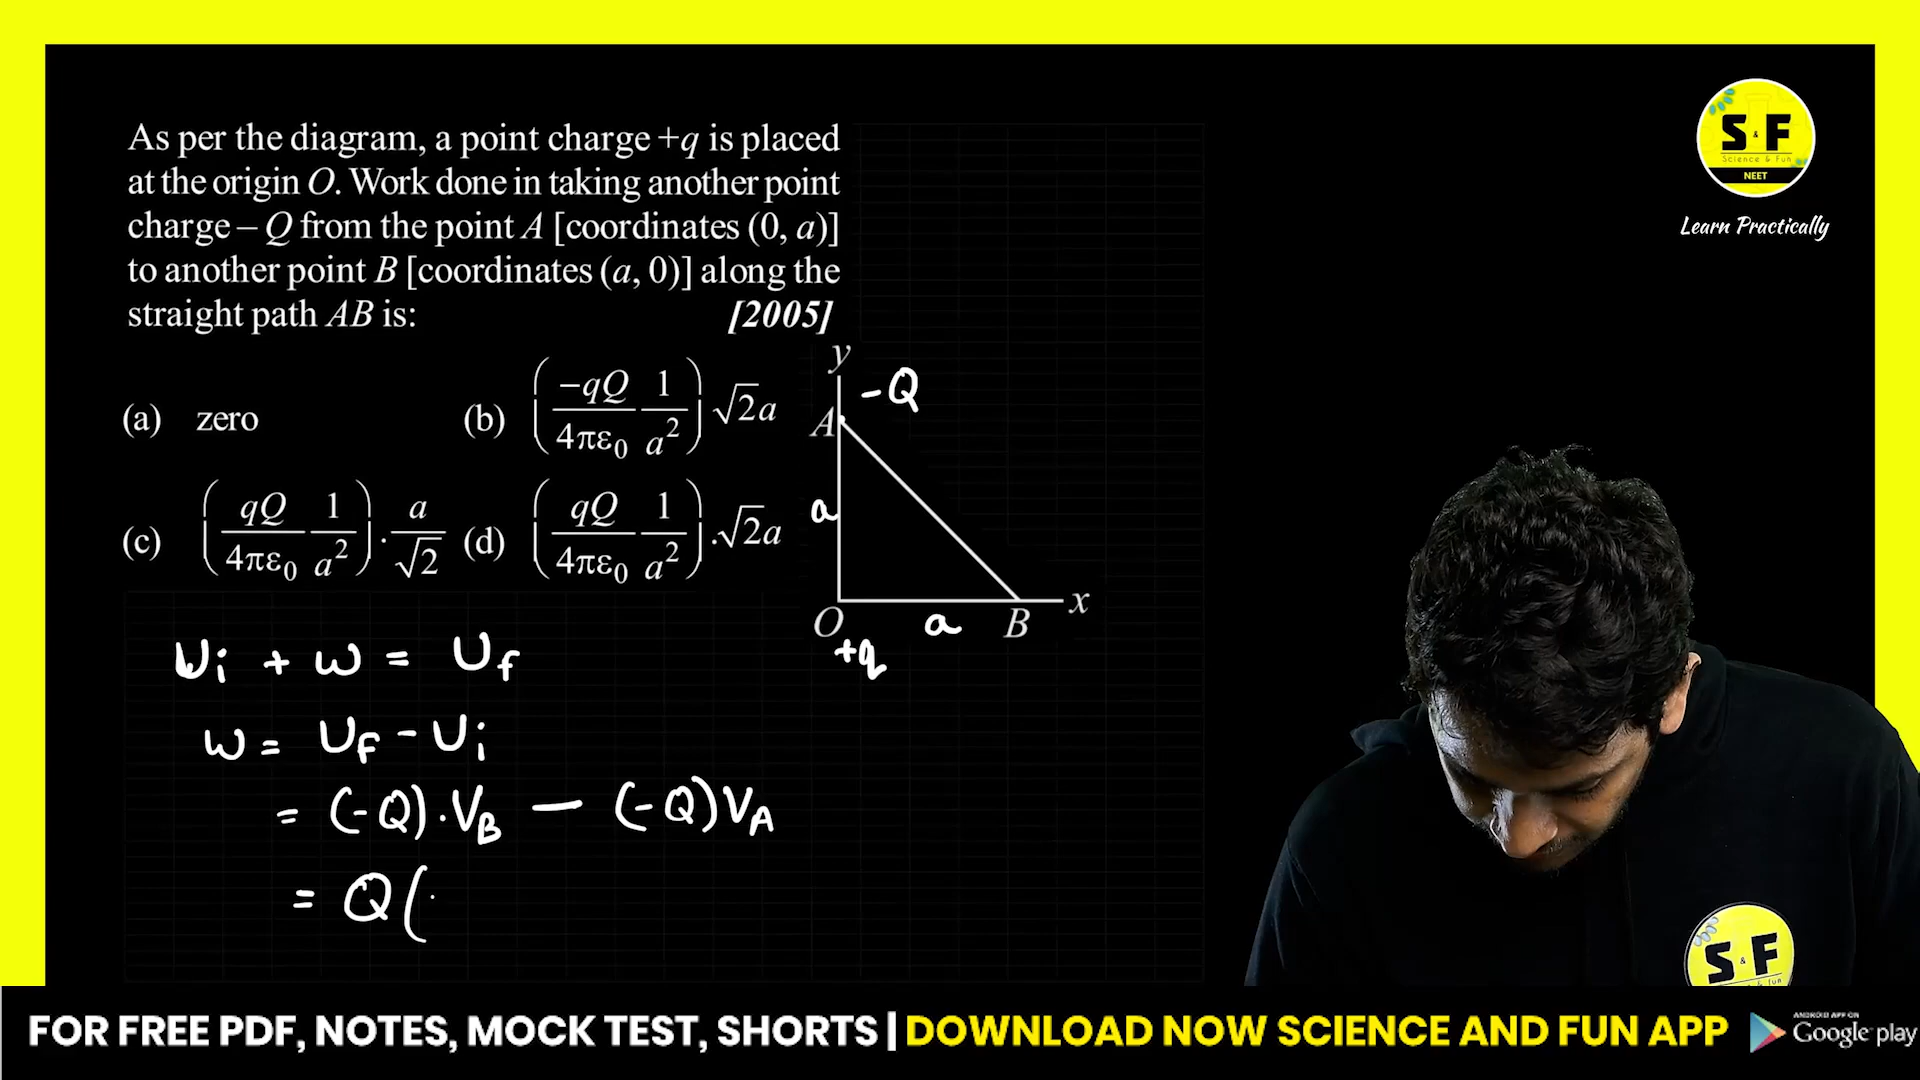 As per the diagram, a point charge +q is placed
at the origin O. Work done in taking another point
charge – Q from the point A [coordinates (0, a)]
to another point B [coordinates (a, 0)] along the
straight path AB is: [2005]
(a) zero (b) (−qQ/4πε₀ 1/a²) √2a
(c) (qQ/4πε₀ 1/a²) · a/√2 (d) (qQ/4πε₀ 1/a²) .√2a
y
-Q
A
a
O a B x
+q
Ui + W = Uf
W = Uf - Ui
= (-Q) · VB — (-Q)VA
= Q(
S & F
Science & Fun
NEET
Learn Practically
S & F
FOR FREE PDF, NOTES, MOCK TEST, SHORTS | DOWNLOAD NOW SCIENCE AND FUN APP
ANDROID APP ON
Google play